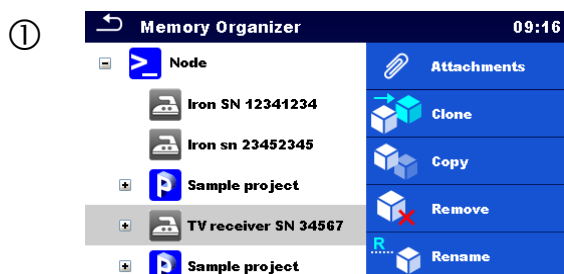 ①
Memory Organizer 09:16
Node
Iron SN 12341234
Iron sn 23452345
Sample project
TV receiver SN 34567
Sample project
Attachments
Clone
Copy
Remove
R
Rename